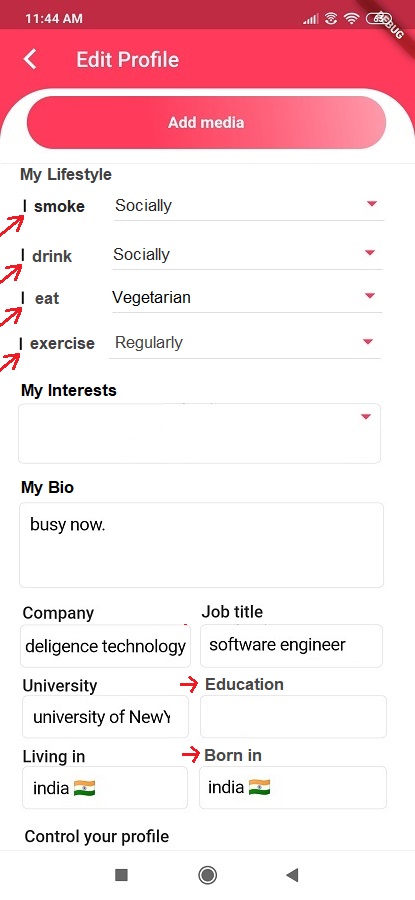 11:44 AM
63
DEBUG
Edit Profile
Add media
My Lifestyle
I smoke Socially
I drink Socially
I eat Vegetarian
I exercise Regularly
My Interests
My Bio
busy now.
Company Job title
deligence technology software engineer
University Education
university of NewY
Living in Born in
india 🇮🇳 india 🇮🇳
Control your profile